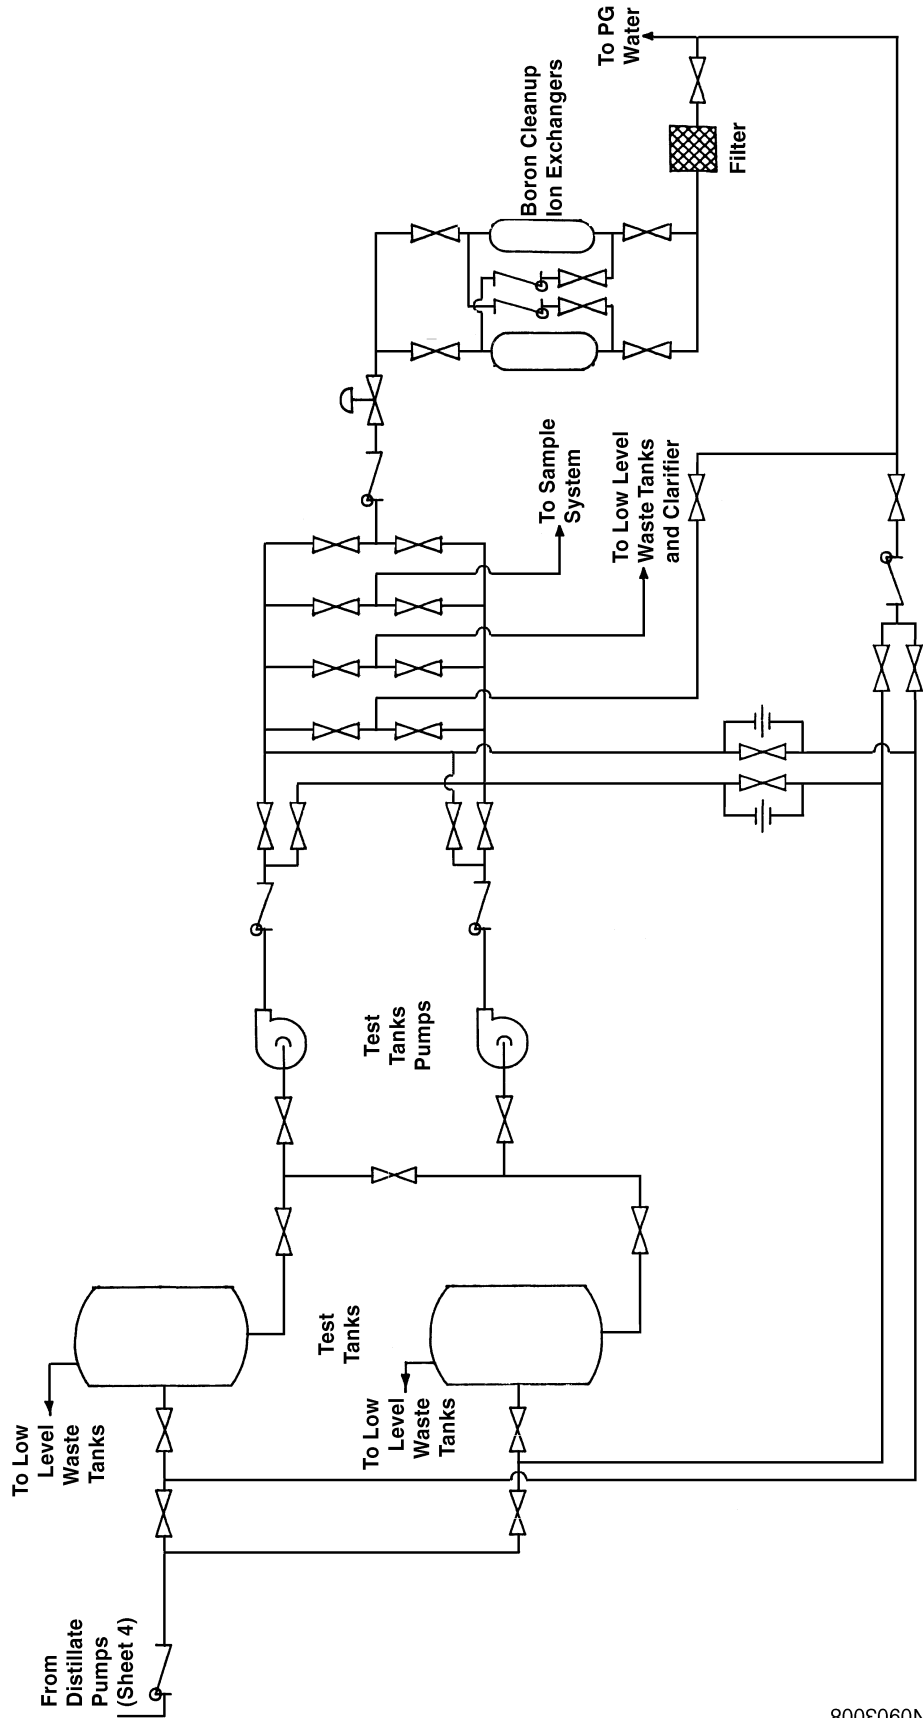 To PG
Water
Boron Cleanup
Ion Exchangers
Filter
To Sample
System
To Low Level
Waste Tanks
and Clarifier
Test
Tanks
Pumps
Test
Tanks
To Low
Level
Waste
Tanks
To Low
Level
Waste
Tanks
From
Distillate
Pumps
(Sheet 4)
N0903008